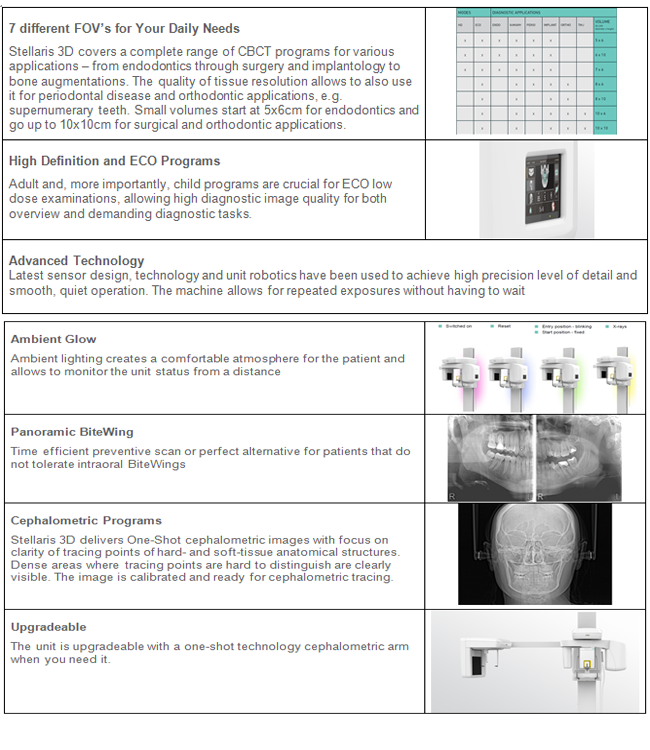 7 different FOV's for Your Daily Needs
Stellaris 3D covers a complete range of CBCT programs for various
applications – from endodontics through surgery and implantology to
bone augmentations. The quality of tissue resolution allows to also use
it for periodontal disease and orthodontic applications, e.g.
supernumerary teeth. Small volumes start at 5x6cm for endodontics and
go up to 10x10cm for surgical and orthodontic applications.
MODES DIAGNOSTIC APPLICATIONS
VOLUME
High Definition and ECO Programs
Adult and, more importantly, child programs are crucial for ECO low
dose examinations, allowing high diagnostic image quality for both
overview and demanding diagnostic tasks.
Advanced Technology
Latest sensor design, technology and unit robotics have been used to achieve high precision level of detail and
smooth, quiet operation. The machine allows for repeated exposures without having to wait
Ambient Glow
Ambient lighting creates a comfortable atmosphere for the patient and
allows to monitor the unit status from a distance
Switched on Reset Entry position - blinking X-rays
Start position - fixed
Panoramic BiteWing
Time efficient preventive scan or perfect alternative for patients that do
not tolerate intraoral BiteWings
R R L
Cephalometric Programs
Stellaris 3D delivers One-Shot cephalometric images with focus on
clarity of tracing points of hard- and soft-tissue anatomical structures.
Dense areas where tracing points are hard to distinguish are clearly
visible. The image is calibrated and ready for cephalometric tracing.
Upgradeable
The unit is upgradeable with a one-shot technology cephalometric arm
when you need it.